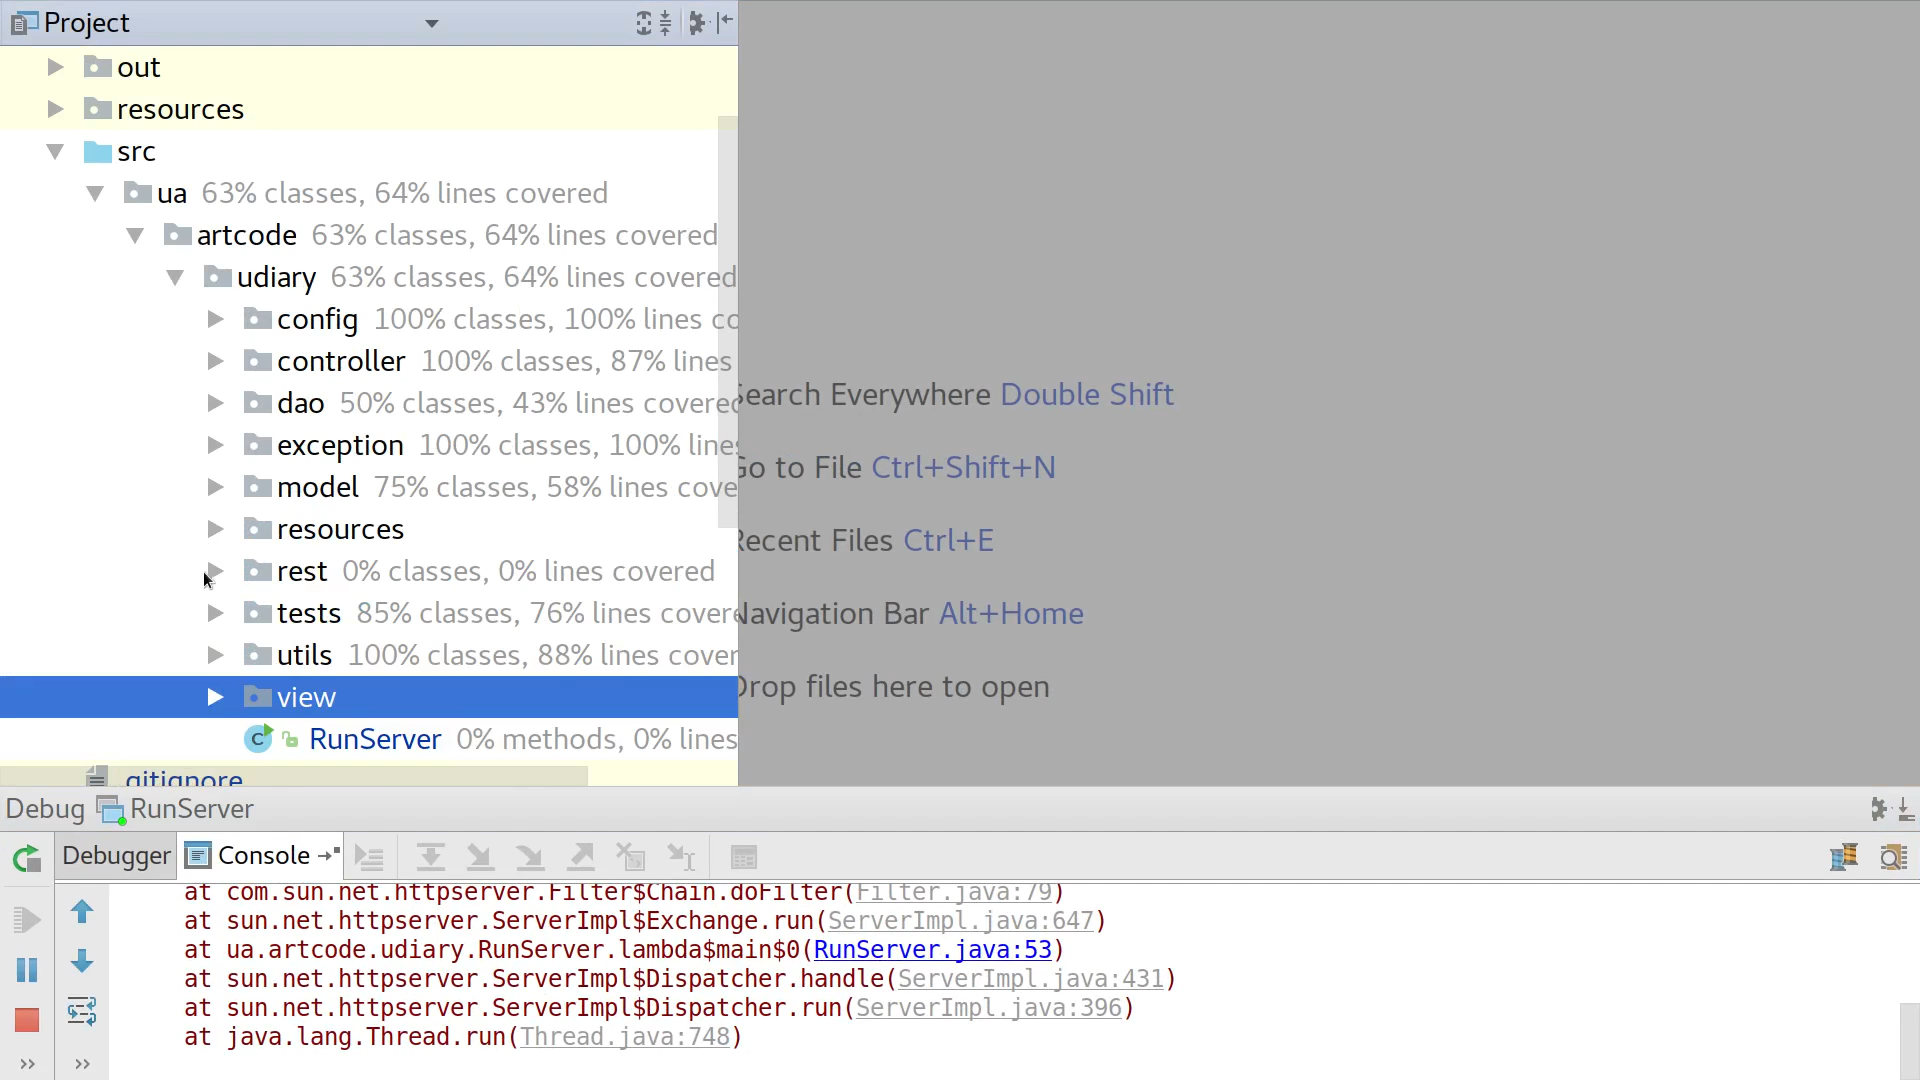 Project
out
resources
src
ua 63% classes, 64% lines covered
artcode 63% classes, 64% lines covered
udiary 63% classes, 64% lines covered
config 100% classes, 100% lines co
controller 100% classes, 87% lines
dao 50% classes, 43% lines covered
exception 100% classes, 100% lines
model 75% classes, 58% lines cove
resources
rest 0% classes, 0% lines covered
tests 85% classes, 76% lines cover
utils 100% classes, 88% lines cover
view
RunServer 0% methods, 0% lines
.gitignore
Search Everywhere Double Shift
Go to File Ctrl+Shift+N
Recent Files Ctrl+E
Navigation Bar Alt+Home
Drop files here to open
Debug RunServer
Debugger Console
at com.sun.net.httpserver.Filter$Chain.doFilter(Filter.java:79)
at sun.net.httpserver.ServerImpl$Exchange.run(ServerImpl.java:647)
at ua.artcode.udiary.RunServer.lambda$main$0(RunServer.java:53)
at sun.net.httpserver.ServerImpl$Dispatcher.handle(ServerImpl.java:431)
at sun.net.httpserver.ServerImpl$Dispatcher.run(ServerImpl.java:396)
at java.lang.Thread.run(Thread.java:748)